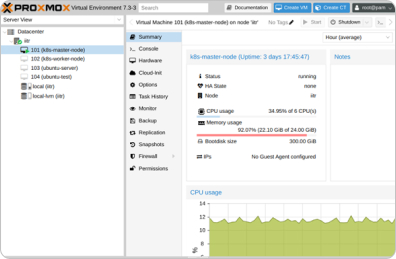 PROXMOX Virtual Environment 7.3-3 Search Documentation Create VM Create CT root@pam
Server View
Datacenter
itr
101 (k8s-master-node)
102 (k8s-worker-node)
103 (ubuntu-server)
104 (ubuntu-test)
local (itr)
local-lvm (itr)
Virtual Machine 101 (k8s-master-node) on node 'itr' No Tags Start Shutdown
Summary
Console
Hardware
Cloud-Init
Options
Task History
Monitor
Backup
Replication
Snapshots
Firewall
Permissions
Hour (average)
k8s-master-node (Uptime: 3 days 17:45:47)
Status running
HA State none
Node itr
CPU usage 34.95% of 6 CPU(s)
Memory usage
92.07% (22.10 GiB of 24.00 GiB)
Bootdisk size 300.00 GiB
IPs No Guest Agent configured
Notes
CPU usage
14
12
10
8
6
%